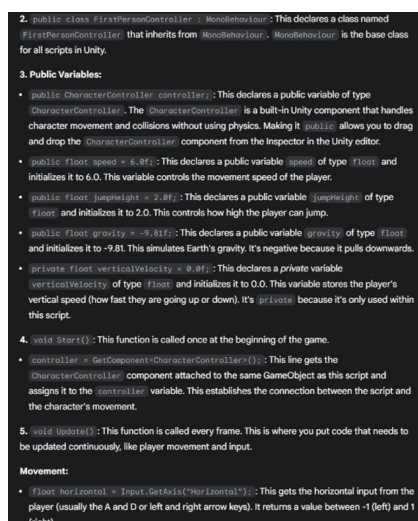 2. public class FirstPersonController : MonoBehaviour : This declares a class named
FirstPersonController that inherits from MonoBehaviour . MonoBehaviour is the base class
for all scripts in Unity.
3. Public Variables:
• public CharacterController controller; : This declares a public variable of type
CharacterController . The CharacterController is a built-in Unity component that handles
character movement and collisions without using physics. Making it public allows you to drag
and drop the CharacterController component from the Inspector in the Unity editor.
• public float speed = 6.0f; : This declares a public variable speed of type float and
initializes it to 6.0. This variable controls the movement speed of the player.
• public float jumpHeight = 2.0f; : This declares a public variable jumpHeight of type
float and initializes it to 2.0. This controls how high the player can jump.
• public float gravity = -9.81f; : This declares a public variable gravity of type float
and initializes it to -9.81. This simulates Earth's gravity. It's negative because it pulls downwards.
• private float verticalVelocity = 0.0f; : This declares a private variable
verticalVelocity of type float and initializes it to 0.0. This variable stores the player's
vertical speed (how fast they are going up or down). It's private because it's only used within
this script.
4. void Start() : This function is called once at the beginning of the game.
• controller = GetComponent<CharacterController>(); : This line gets the
CharacterController component attached to the same GameObject as this script and
assigns it to the controller variable. This establishes the connection between the script and
the character's movement.
5. void Update() : This function is called every frame. This is where you put code that needs to
be updated continuously, like player movement and input.
Movement:
• float horizontal = Input.GetAxis("Horizontal"); : This gets the horizontal input from the
player (usually the A and D or left and right arrow keys). It returns a value between -1 (left) and 1
(right)